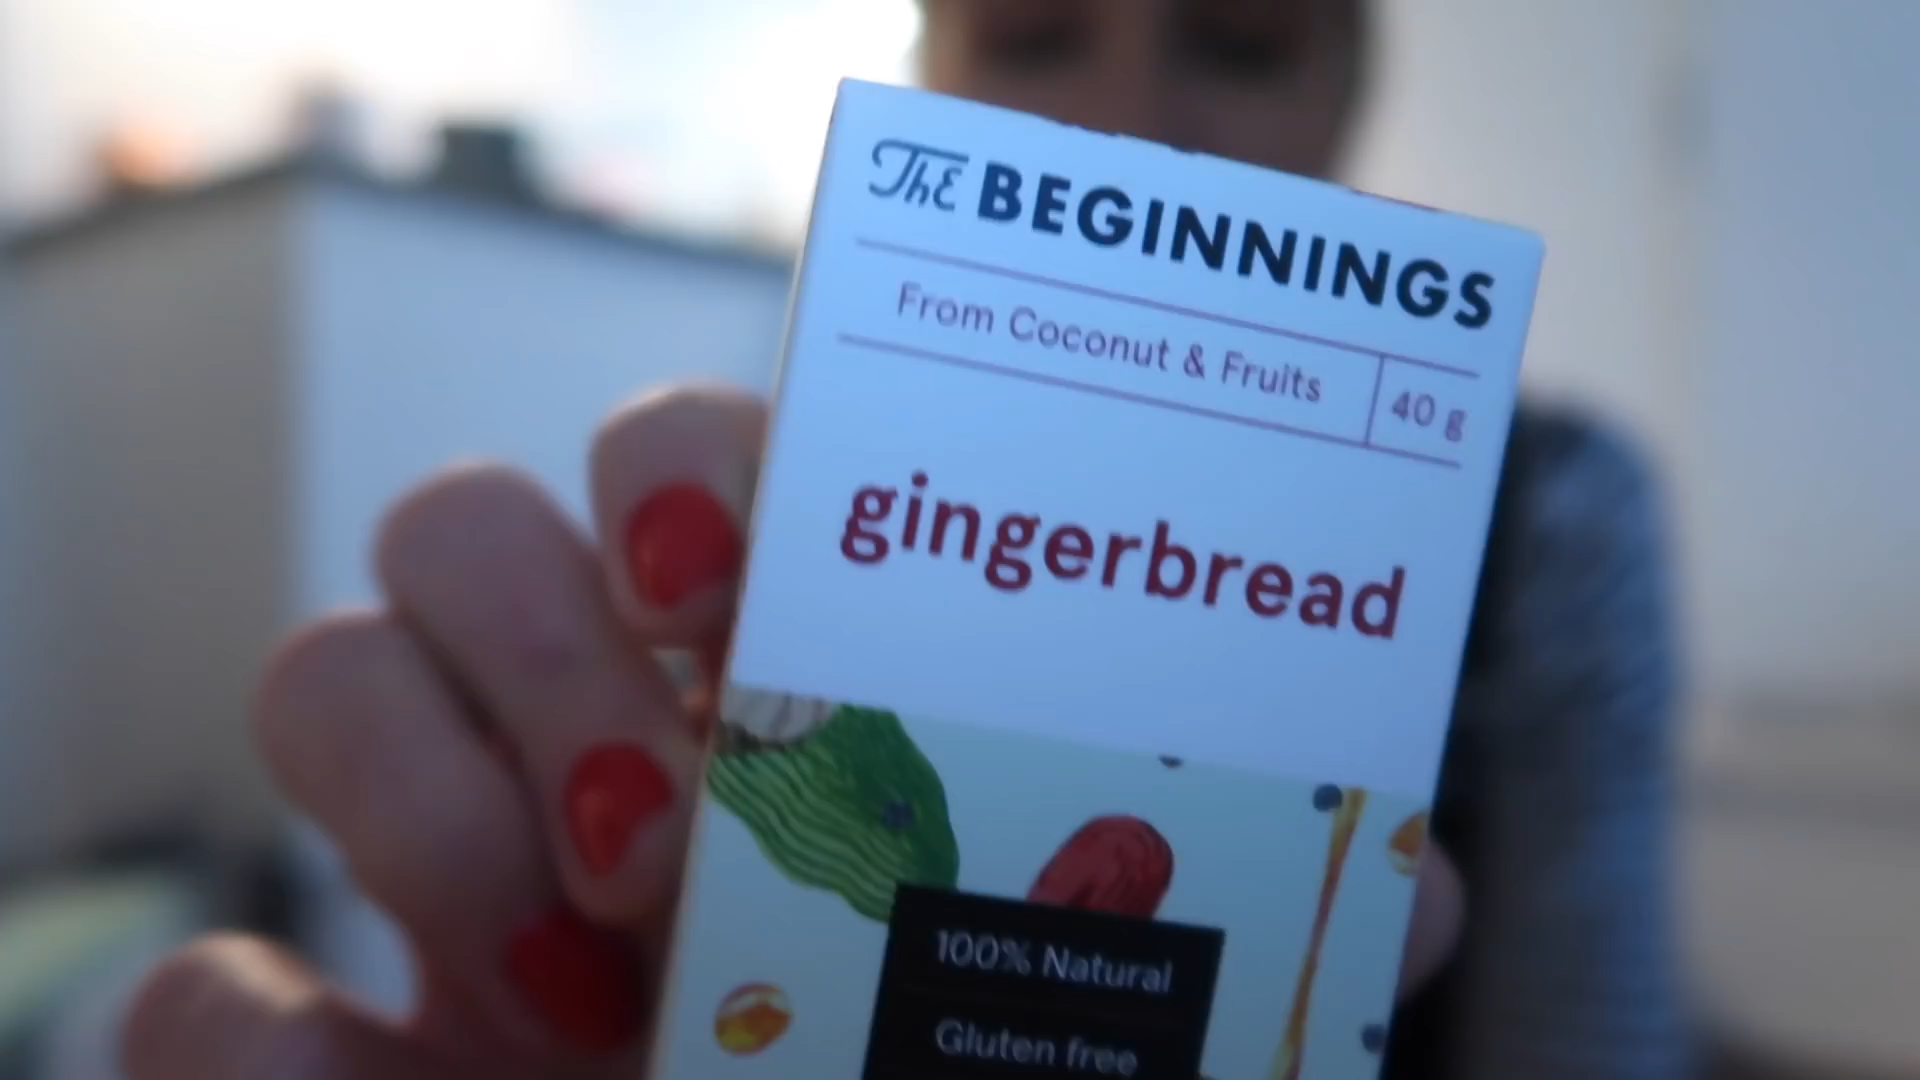 The BEGINNINGS
From Coconut & Fruits
40 g
gingerbread
100% Natural
Gluten free